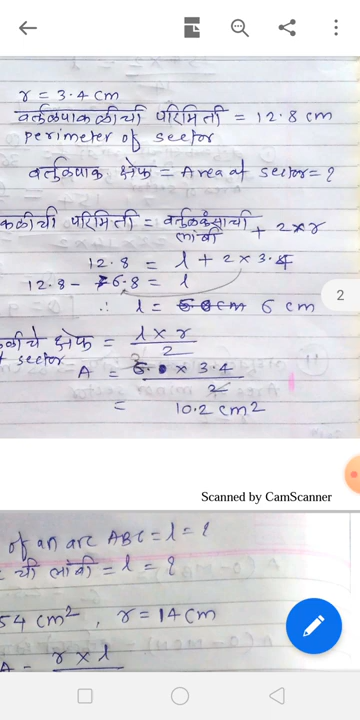 r = 3.4 cm
वर्तुळपाकळीची परिमिती = 12.8 cm
perimeter of sector
वर्तुळपाक क्षेफ = Area of sector = ?
कळीची परिमिती = वर्तुळकंसाची लांबी + 2×r
12.8 = l + 2×3.4
12.8 - 6.8 = l
∴ l = 6 cm
2
ळीचे क्षेफ = l × r / 2
sector
A = 6.0 × 3.4 / 2
= 10.2 cm2
Scanned by CamScanner
of an arc ABC = l = ?
ची लांबी = l = ?
54 cm², r = 14 cm
A = r × l